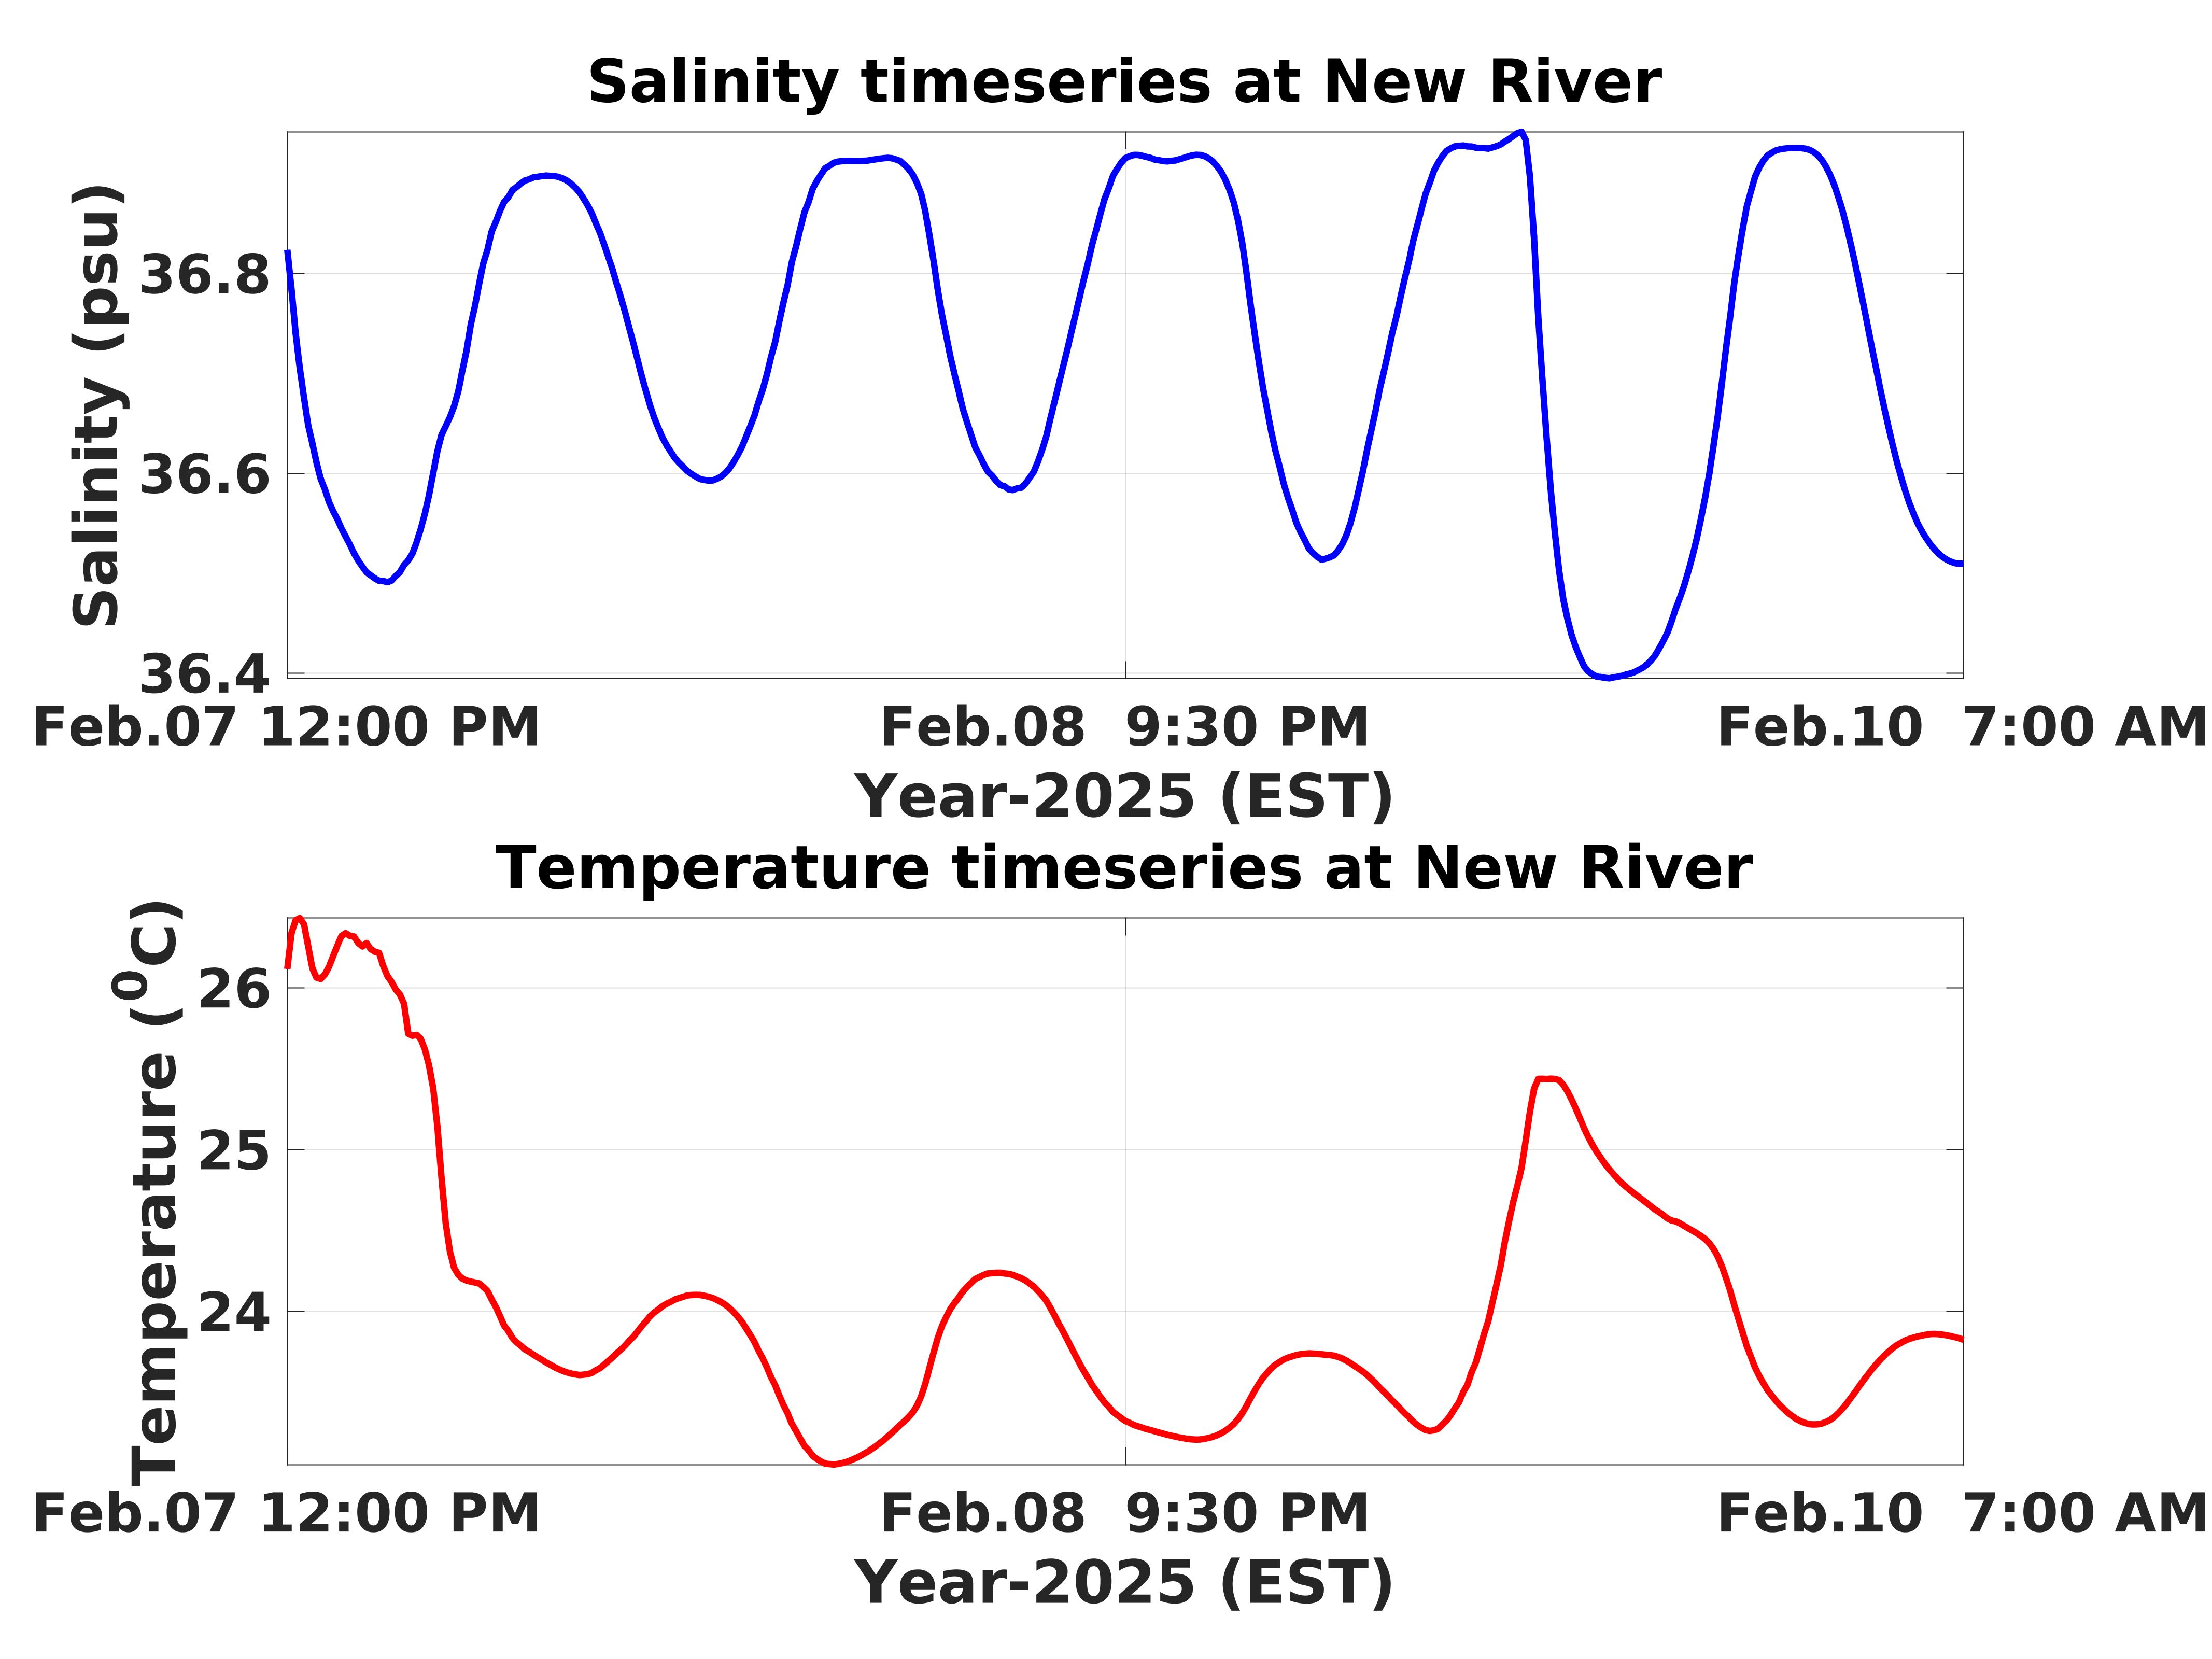 Salinity timeseries at New River
Salinity (psu)
36.8
36.6
36.4
Feb.07 12:00 PM Feb.08 9:30 PM Feb.10 7:00 AM
Year-2025 (EST)
Temperature timeseries at New River
Temperature (⁰C)
26
25
24
Feb.07 12:00 PM Feb.08 9:30 PM Feb.10 7:00 AM
Year-2025 (EST)